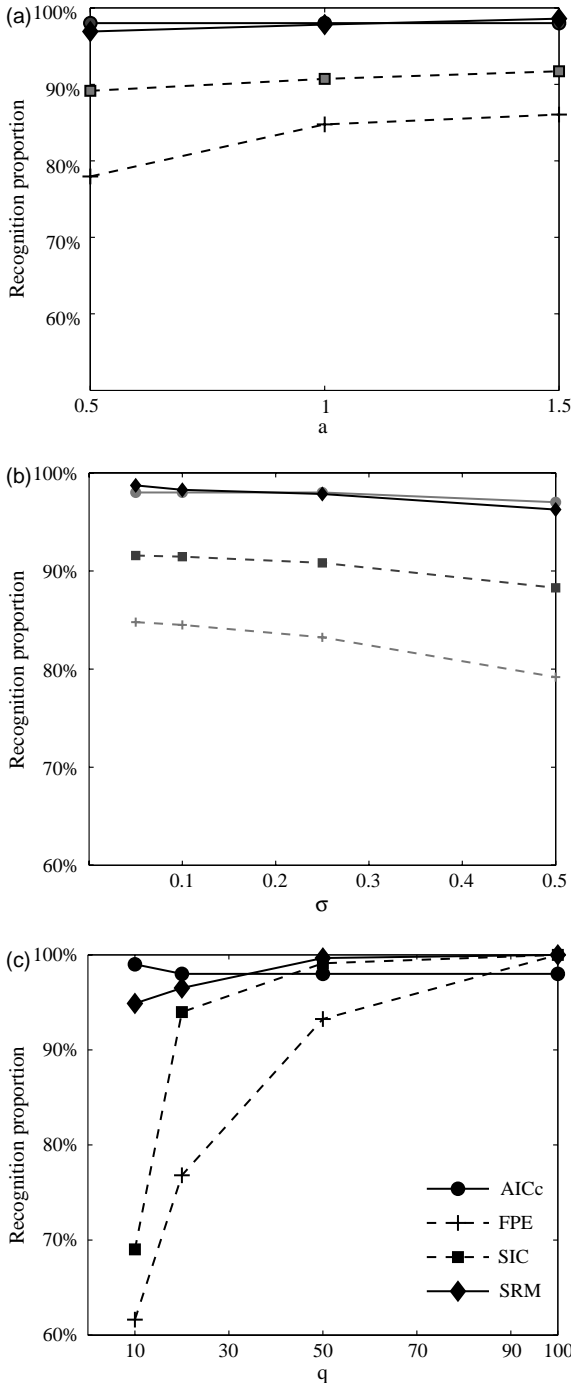 (a)
Recognition proportion
90%
80%
70%
60%
0.5
1
1.5
a
(b)
Recognition proportion
100%
90%
80%
70%
60%
0.1
0.2
0.3
0.4
0.5
σ
(c)
Recognition proportion
100%
90%
80%
70%
60%
10
30
50
70
90
100
q
AICc
FPE
SIC
SRM